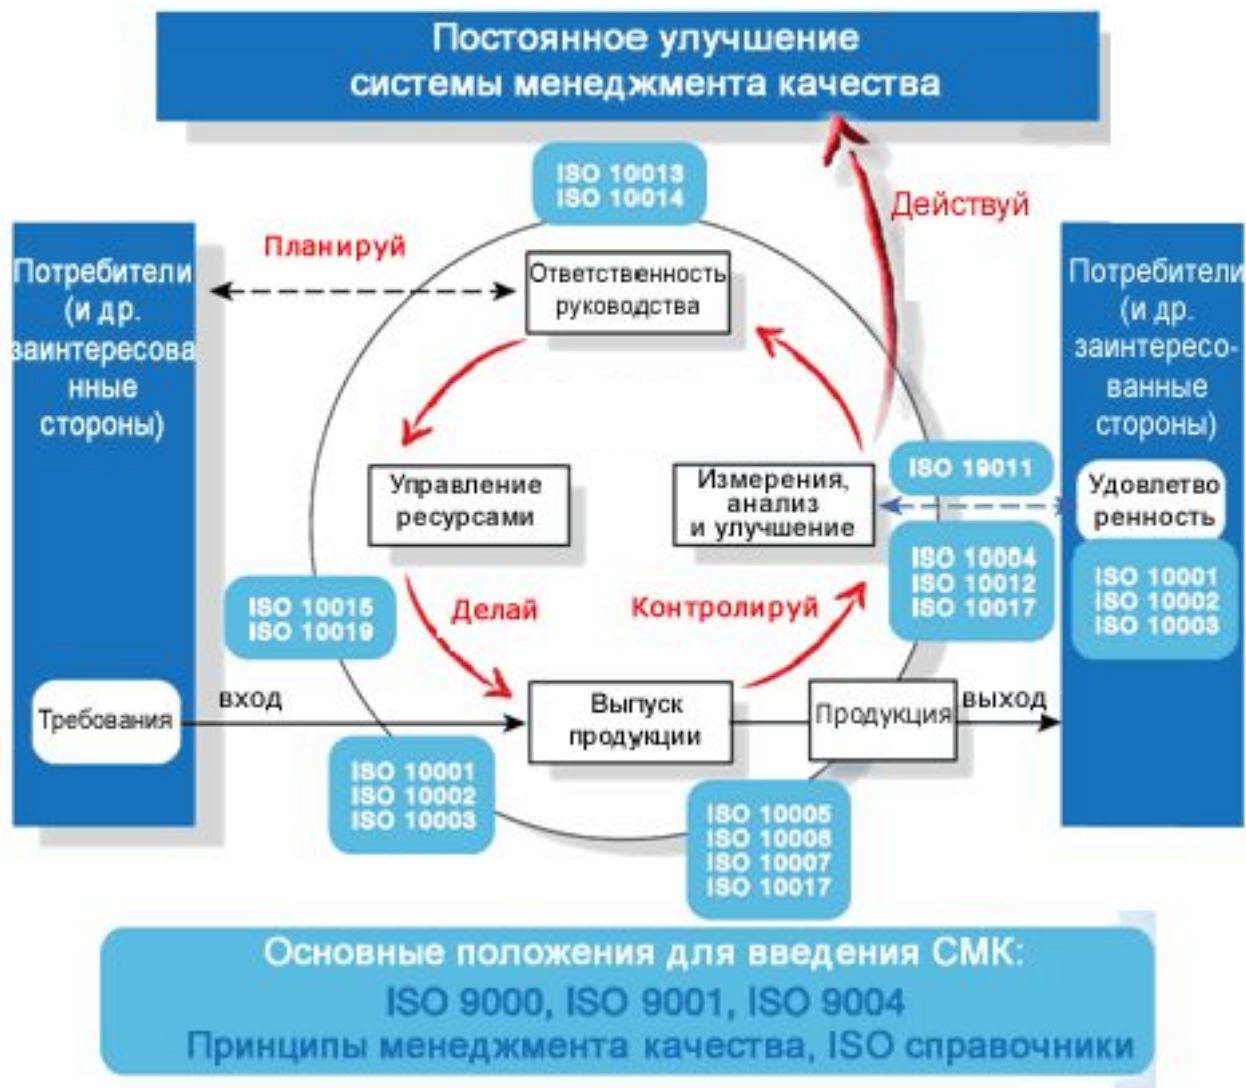 Постоянное улучшение
системы менеджмента качества
ISO 10013
ISO 10014
Действуй
Планируй
Потребители
(и др.
заинтересова
нные
стороны)
Ответственность
руководства
Потребители
(и др.
заинтересо-
ванные
стороны)
Управление
ресурсами
Измерения,
анализ
и улучшение
ISO 19011
Удовлетво
ренность
ISO 10004
ISO 10012
ISO 10017
ISO 10001
ISO 10002
ISO 10003
ISO 10015
ISO 10019
Делай
Контролируй
Требования
вход
Выпуск
продукции
Продукция
выход
ISO 10001
ISO 10002
ISO 10003
ISO 10005
ISO 10006
ISO 10007
ISO 10017
Основные положения для введения СМК:
ISO 9000, ISO 9001, ISO 9004
Принципы менеджмента качества, ISO справочники